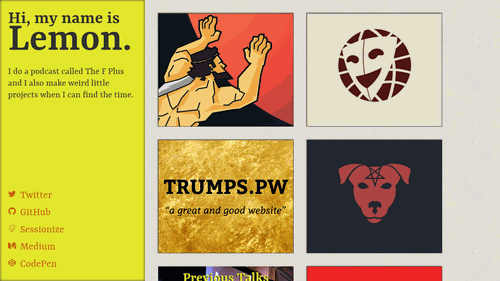 Hi, my name is
Lemon.
I do a podcast called The F Plus
and I also make weird little
projects when I can find the time.
Twitter
GitHub
Sessionize
Medium
CodePen
TRUMPS.PW
"a great and good website"
Previous Talks